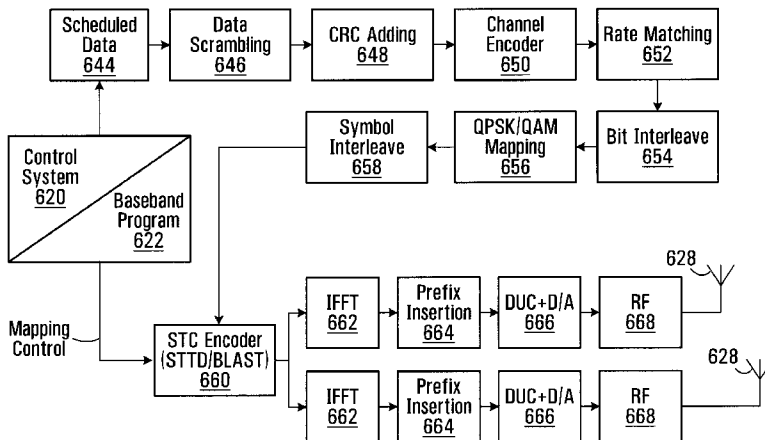 Scheduled
Data
644
Data
Scrambling
646
CRC Adding
648
Channel
Encoder
650
Rate Matching
652
Symbol
Interleave
658
QPSK/QAM
Mapping
656
Bit Interleave
654
Control
System
620
Baseband
Program
622
Mapping
Control
STC Encoder
(STTD/BLAST)
660
IFFT
662
Prefix
Insertion
664
DUC+D/A
666
RF
668
628
IFFT
662
Prefix
Insertion
664
DUC+D/A
666
RF
668
628